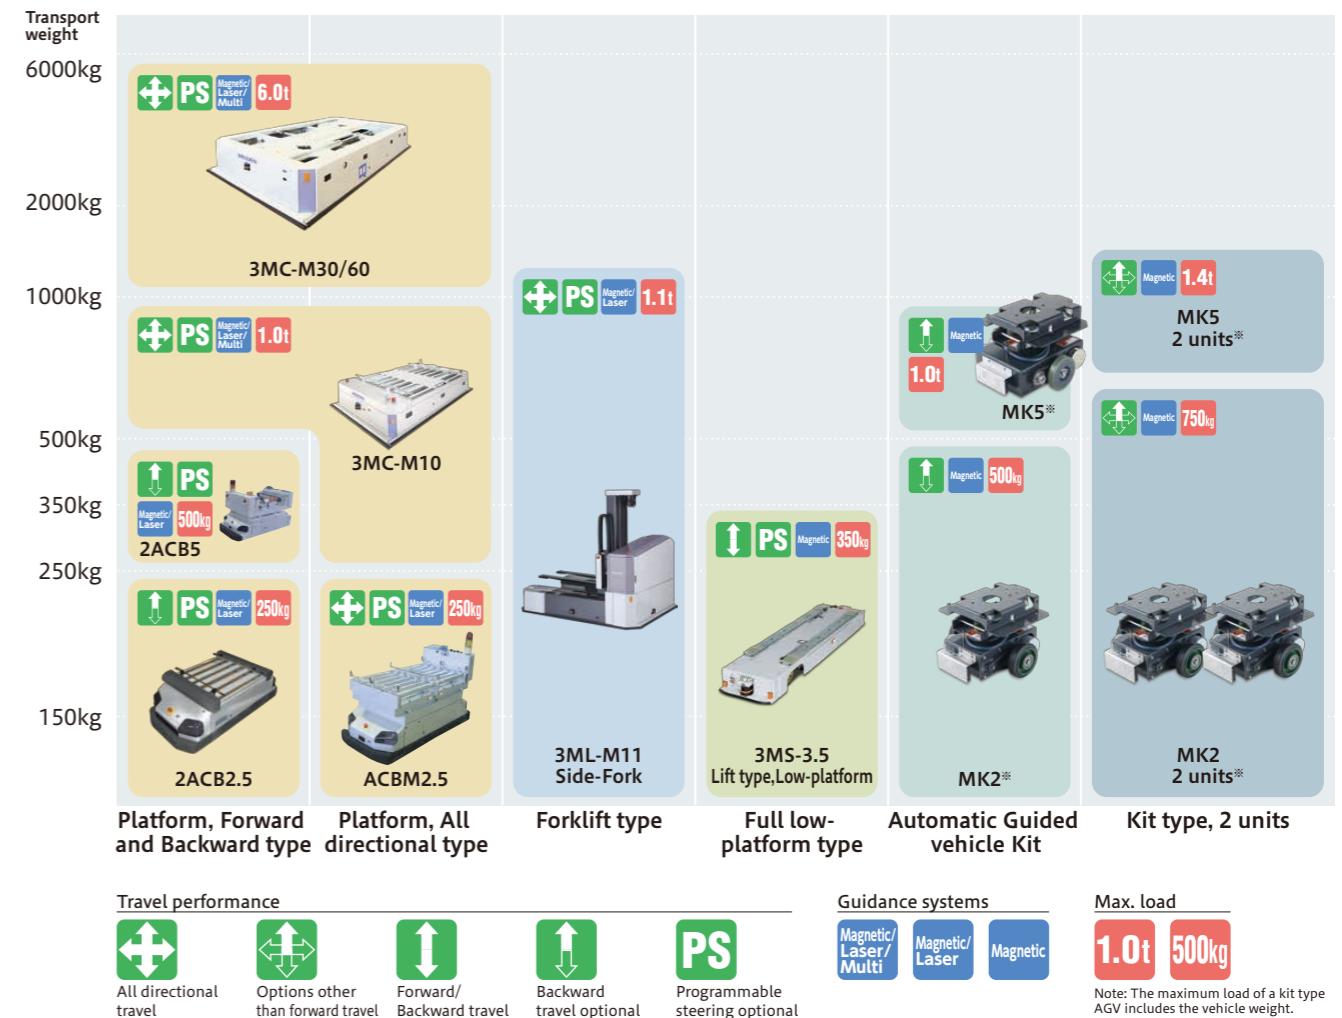 Transport
weight
6000kg
2000kg
1000kg
500kg
350kg
250kg
150kg
PS
Magnetic/
Laser/
Multi
6.0t
3MC-M30/60
PS
Magnetic/
Laser/
Multi
1.0t
3MC-M10
PS
Magnetic/
Laser
500kg
2ACB5
PS
Magnetic/
Laser
250kg
2ACB2.5
PS
Magnetic/
Laser
250kg
ACBM2.5
PS
Magnetic/
Laser
1.1t
3ML-M11
Side-Fork
PS
Magnetic
350kg
3MS-3.5
Lift type,Low-platform
Magnetic
1.0t
MK5※
Magnetic
500kg
MK2※
Magnetic
1.4t
MK5
2 units※
Magnetic
750kg
MK2
2 units※
Platform, Forward
and Backward type
Platform, All
directional type
Forklift type
Full low-
platform type
Automatic Guided
vehicle Kit
Kit type, 2 units
Travel performance
All directional
travel
Options other
than forward travel
Forward/
Backward travel
Backward
travel optional
PS
Programmable
steering optional
Guidance systems
Magnetic/
Laser/
Multi
Magnetic/
Laser
Magnetic
Max. load
1.0t
500kg
Note: The maximum load of a kit type
AGV includes the vehicle weight.